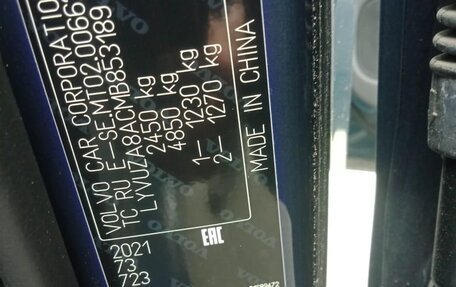 VOLVO CAR CORPORATION
TC RU E-SE.MT02.0066
LYVUZA8ACMB853189
2450 kg
4850 kg
1- 1230 kg
2- 1270 kg
MADE IN CHINA
EAC
2021
73
723